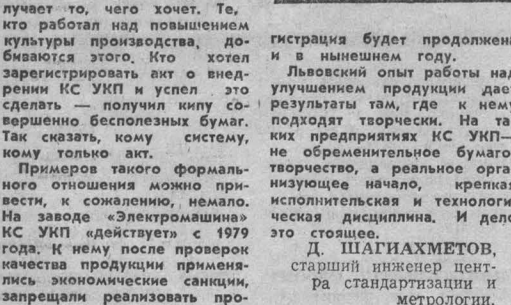 лучает то, чего хочет. Те,
кто работал над повышением
культуры производства, до-
биваются этого. Кто хотел
зарегистрировать акт о внед-
рении КС УКП и успел это
сделать — получил кипу со-
вершенно бесполезных бумаг.
Так сказать, кому систему,
кому только акт.
Примеров такого формаль-
ного отношения можно при-
вести, к сожалению, немало.
На заводе «Электромашина»
КС УКП «действует» с 1979
года. К нему после проверок
качества продукции применя-
лись экономические санкции,
запрещали реализовать про-
гистрация будет продолжена
и в нынешнем году.
Львовский опыт работы над
улучшением продукции дает
результаты там, где к нему
подходят творчески. На та-
ких предприятиях КС УКП—
не обременительное бумаго-
творчество, а реальное орга-
низующее начало, крепкая
исполнительская и технологи-
ческая дисциплина. И дело
это стоящее.
Д. ШАГИАХМЕТОВ,
старший инженер цент-
ра стандартизации и
метрологии.